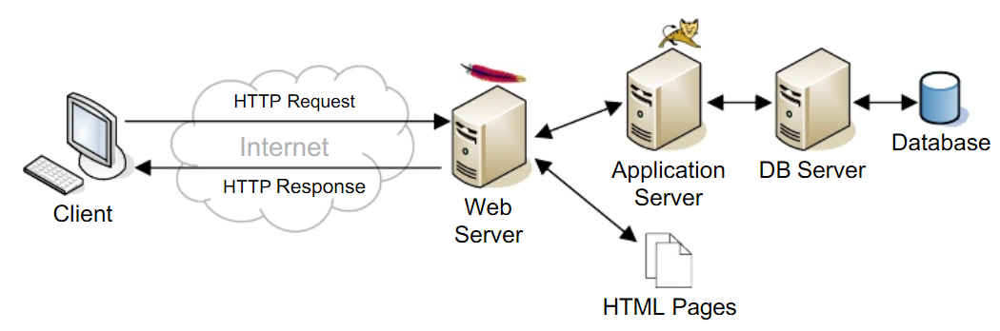 HTTP Request
Internet
HTTP Response
Client
Web
Server
Application
Server
DB Server
Database
HTML Pages